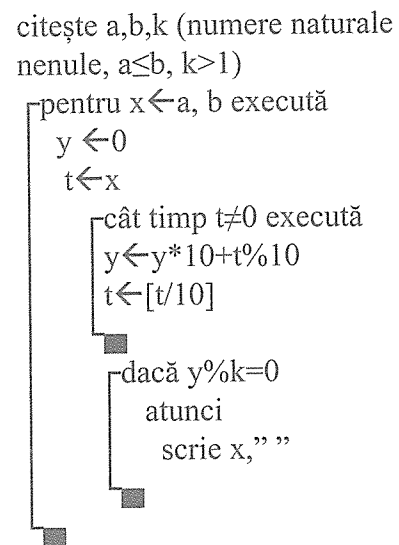 citește a,b,k (numere naturale
nenule, a≤b, k>1)
pentru x←a, b execută
y ←0
t←x
cât timp t≠0 execută
y←y*10+t%10
t←[t/10]
dacă y%k=0
atunci
scrie x,” ”